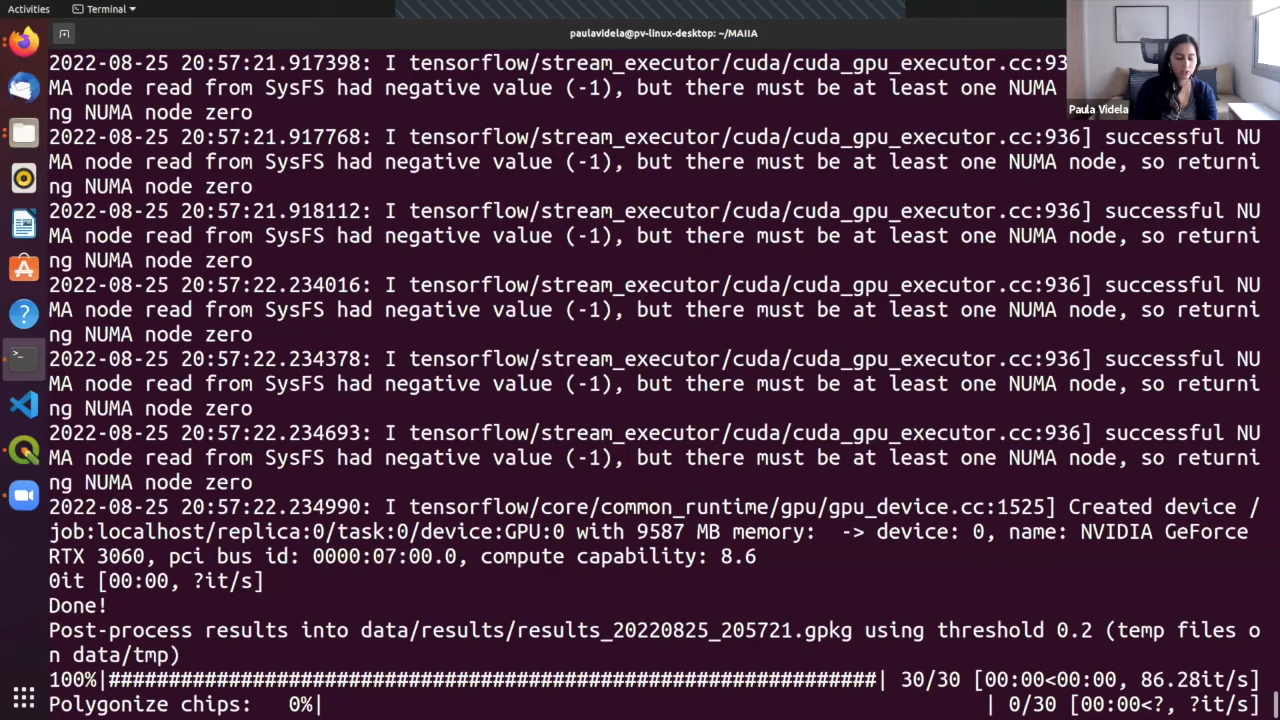 Activities
Terminal
paulavidela@pv-linux-desktop: ~/MAIIA
Paula Videla
2022-08-25 20:57:21.917398: I tensorflow/stream_executor/cuda/cuda_gpu_executor.cc:93
MA node read from SysFS had negative value (-1), but there must be at least one NUMA
ng NUMA node zero
2022-08-25 20:57:21.917768: I tensorflow/stream_executor/cuda/cuda_gpu_executor.cc:936] successful NU
MA node read from SysFS had negative value (-1), but there must be at least one NUMA node, so returni
ng NUMA node zero
2022-08-25 20:57:21.918112: I tensorflow/stream_executor/cuda/cuda_gpu_executor.cc:936] successful NU
MA node read from SysFS had negative value (-1), but there must be at least one NUMA node, so returni
ng NUMA node zero
2022-08-25 20:57:22.234016: I tensorflow/stream_executor/cuda/cuda_gpu_executor.cc:936] successful NU
MA node read from SysFS had negative value (-1), but there must be at least one NUMA node, so returni
ng NUMA node zero
2022-08-25 20:57:22.234378: I tensorflow/stream_executor/cuda/cuda_gpu_executor.cc:936] successful NU
MA node read from SysFS had negative value (-1), but there must be at least one NUMA node, so returni
ng NUMA node zero
2022-08-25 20:57:22.234693: I tensorflow/stream_executor/cuda/cuda_gpu_executor.cc:936] successful NU
MA node read from SysFS had negative value (-1), but there must be at least one NUMA node, so returni
ng NUMA node zero
2022-08-25 20:57:22.234990: I tensorflow/core/common_runtime/gpu/gpu_device.cc:1525] Created device /
job:localhost/replica:0/task:0/device:GPU:0 with 9587 MB memory:  -> device: 0, name: NVIDIA GeForce
RTX 3060, pci bus id: 0000:07:00.0, compute capability: 8.6
0it [00:00, ?it/s]
Done!
Post-process results into data/results/results_20220825_205721.gpkg using threshold 0.2 (temp files o
n data/tmp)
100%|################################################################| 30/30 [00:00<00:00, 86.28it/s]
Polygonize chips:   0%|                                                       | 0/30 [00:00<?, ?it/s]